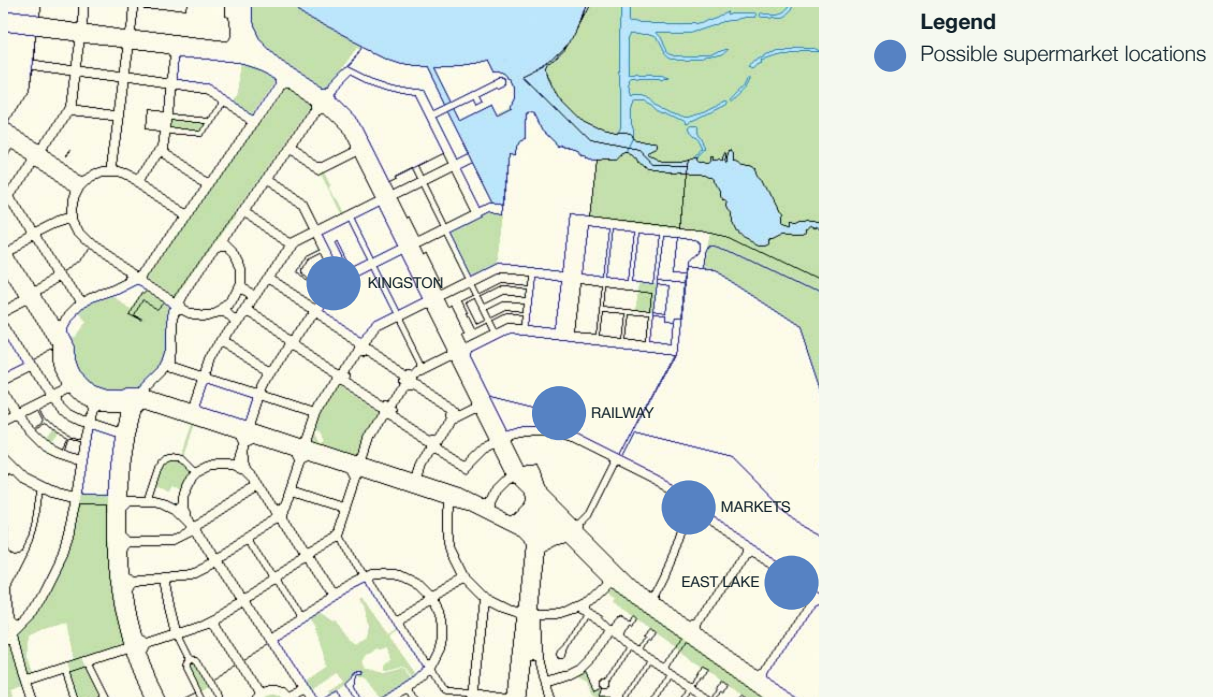 Legend
Possible supermarket locations
KINGSTON
RAILWAY
MARKETS
EAST LAKE